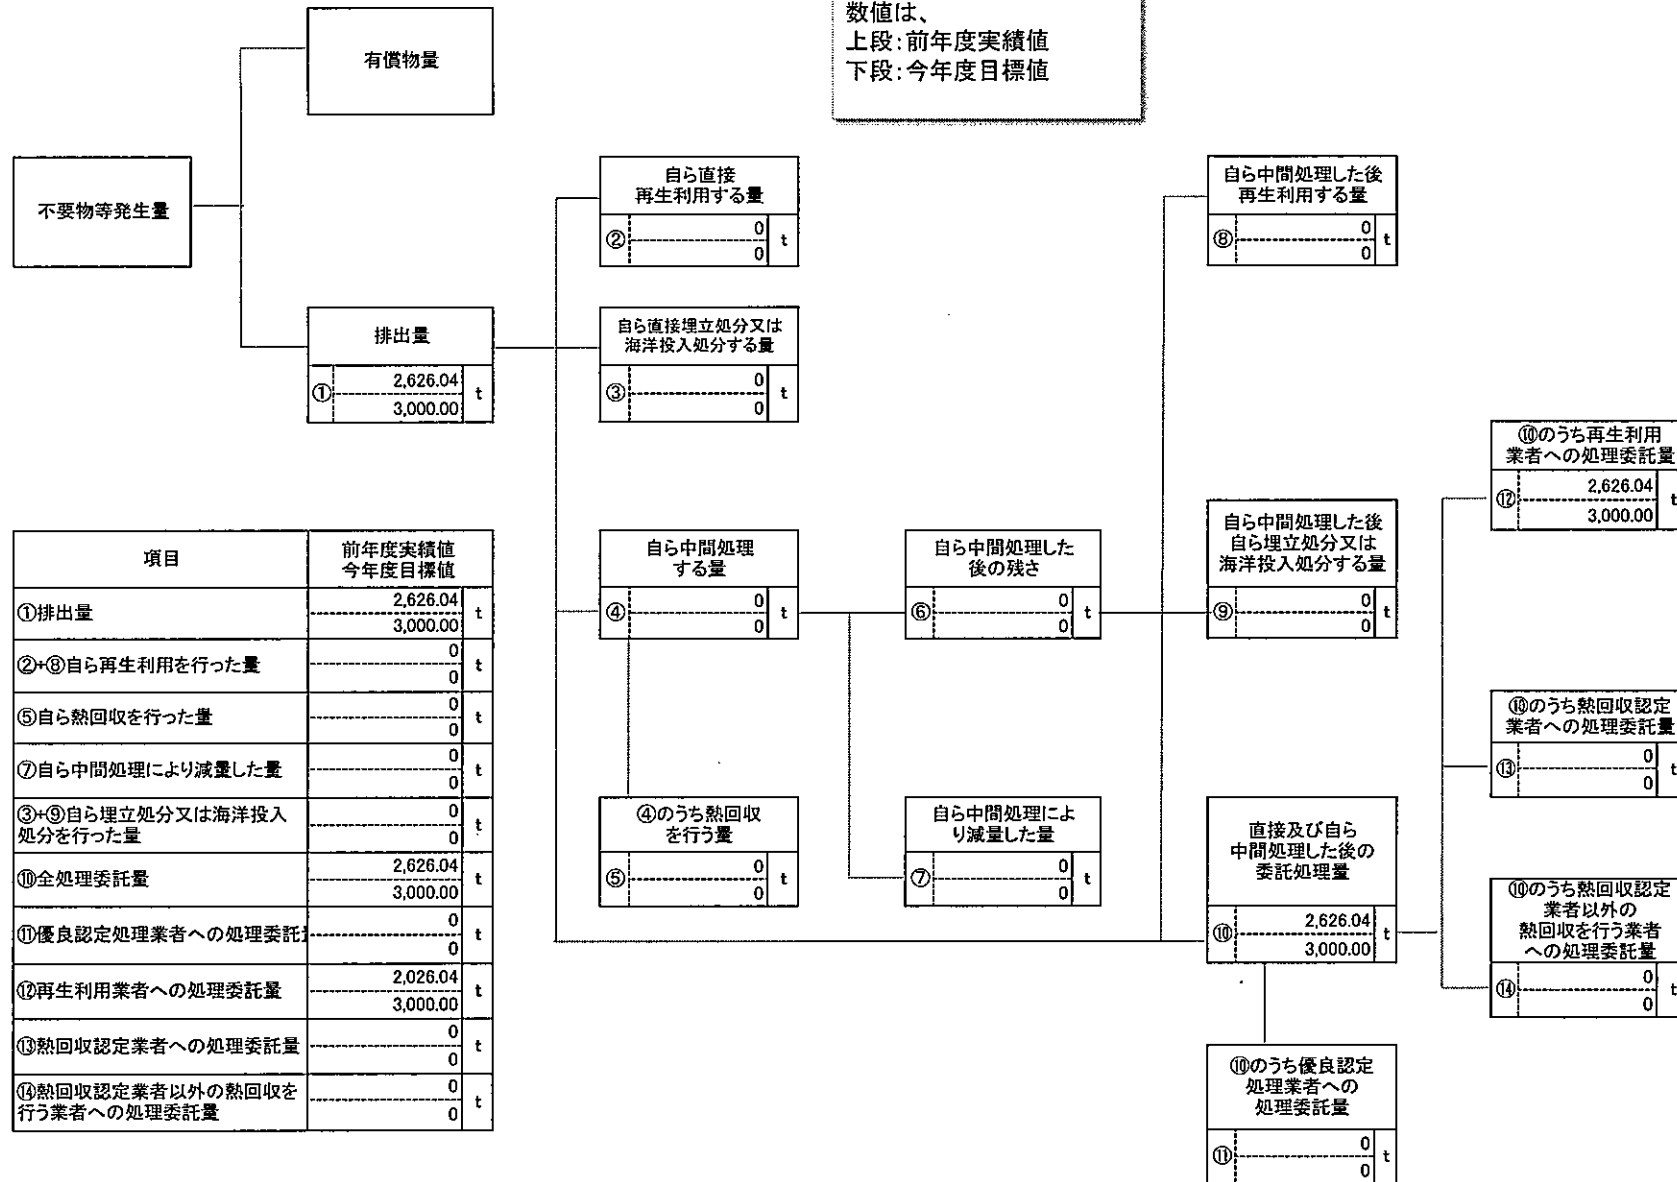 数値は、
上段:前年度実績値
下段:今年度目標値
有償物量
不要物等発生量
排出量
① 2,626.04 t
3,000.00
自ら直接
再生利用する量
② 0 t
0
自ら直接埋立処分又は
海洋投入処分する量
③ 0 t
0
自ら中間処理した後
再生利用する量
⑧ 0 t
0
自ら中間処理
する量
④ 0 t
0
自ら中間処理した
後の残さ
⑥ 0 t
0
自ら中間処理した後
自ら埋立処分又は
海洋投入処分する量
⑨ 0 t
0
④のうち熱回収
を行う量
⑤ 0 t
0
自ら中間処理によ
り減量した量
⑦ 0 t
0
直接及び自ら
中間処理した後の
委託処理量
⑩ 2,626.04 t
3,000.00
⑩のうち優良認定
処理業者への
処理委託量
⑪ 0 t
0
⑩のうち再生利用
業者への処理委託量
⑫ 2,626.04 t
3,000.00
⑩のうち熱回収認定
業者への処理委託量
⑬ 0 t
0
⑩のうち熱回収認定
業者以外の
熱回収を行う業者
への処理委託量
⑭ 0 t
0
項目 前年度実績値
今年度目標値
①排出量 2,626.04 t
3,000.00
②+⑧自ら再生利用を行った量 0 t
0
⑤自ら熱回収を行った量 0 t
0
⑦自ら中間処理により減量した量 0 t
0
③+⑨自ら埋立処分又は海洋投入
処分を行った量 0 t
0
⑩全処理委託量 2,626.04 t
3,000.00
⑪優良認定処理業者への処理委託 0 t
0
⑫再生利用業者への処理委託量 2,026.04 t
3,000.00
⑬熱回収認定業者への処理委託量 0 t
0
⑭熱回収認定業者以外の熱回収を
行う業者への処理委託量 0 t
0